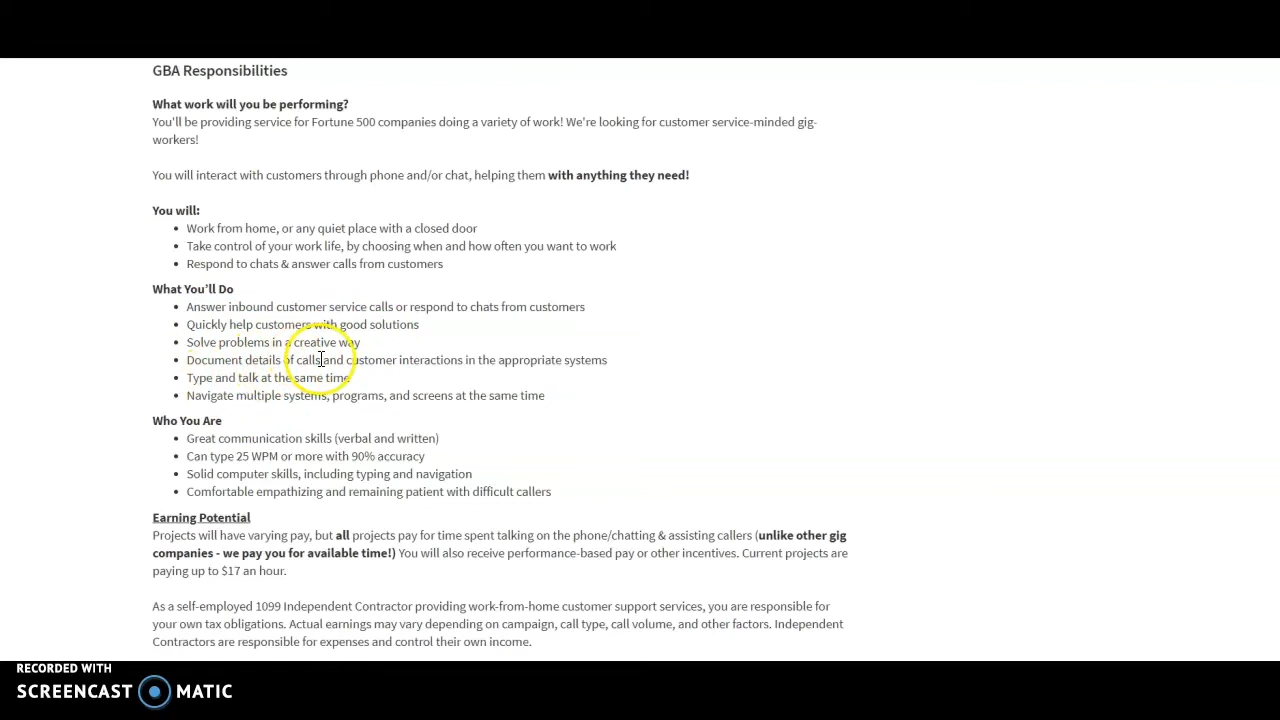 GBA Responsibilities
What work will you be performing?
You'll be providing service for Fortune 500 companies doing a variety of work! We're looking for customer service-minded gig-
workers!
You will interact with customers through phone and/or chat, helping them with anything they need!
You will:
• Work from home, or any quiet place with a closed door
• Take control of your work life, by choosing when and how often you want to work
• Respond to chats & answer calls from customers
What You’ll Do
• Answer inbound customer service calls or respond to chats from customers
• Quickly help customers with good solutions
• Solve problems in a creative way
• Document details of calls and customer interactions in the appropriate systems
• Type and talk at the same time
• Navigate multiple systems, programs, and screens at the same time
Who You Are
• Great communication skills (verbal and written)
• Can type 25 WPM or more with 90% accuracy
• Solid computer skills, including typing and navigation
• Comfortable empathizing and remaining patient with difficult callers
Earning Potential
Projects will have varying pay, but all projects pay for time spent talking on the phone/chatting & assisting callers (unlike other gig
companies - we pay you for available time!) You will also receive performance-based pay or other incentives. Current projects are
paying up to $17 an hour.
As a self-employed 1099 Independent Contractor providing work-from-home customer support services, you are responsible for
your own tax obligations. Actual earnings may vary depending on campaign, call type, call volume, and other factors. Independent
Contractors are responsible for expenses and control their own income.
RECORDED WITH
SCREENCAST MATIC